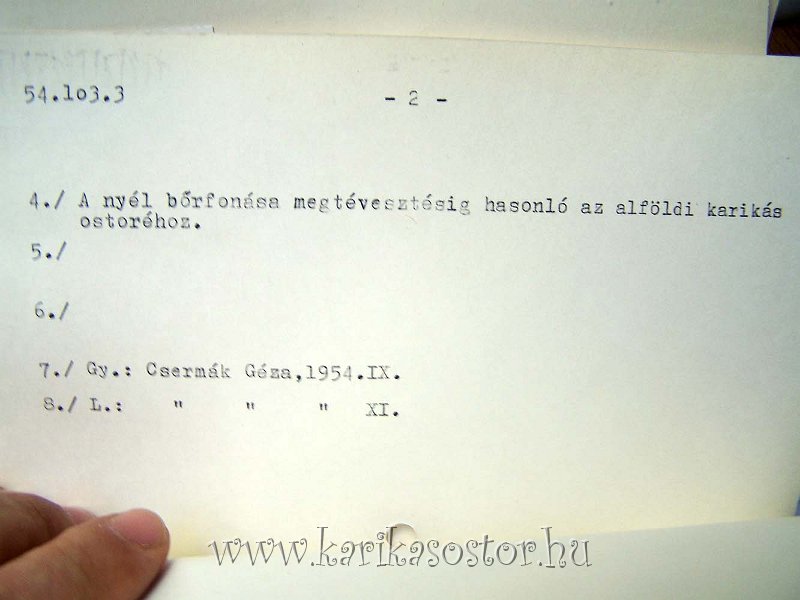 54.lo3.3
- 2 -
4./ A nyél bőrfonása megtévesztésig hasonló az alföldi karikás
ostoréhoz.
5./
6./
7./ Gy.: Csermák Géza,1954.IX.
8./ L.: " " " XI.
www.karikasostor.hu